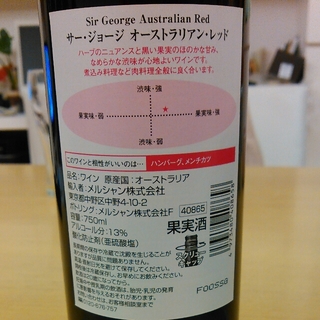 Sir George Australian Red
サー・ジョージ オーストラリアン・レッド
ハーブのニュアンスと黒い果実のほのかな甘み、
なめらかな渋味が心地よいワインです。
煮込み料理など肉料理全般に良く合います。
渋味・強
果実味・弱
果実味・強
渋味・弱
このワインと相性がいいのは… ハンバーグ、メンチカツ
品名：ワイン 原産国：オーストラリア
輸入者：メルシャン株式会社
東京都中野区中野4-10-2
ボトリング：メルシャン株式会社F 40865
容量：750ml
アルコール分：13%
酸化防止剤(亜硫酸塩)
果実酒
F00SS9